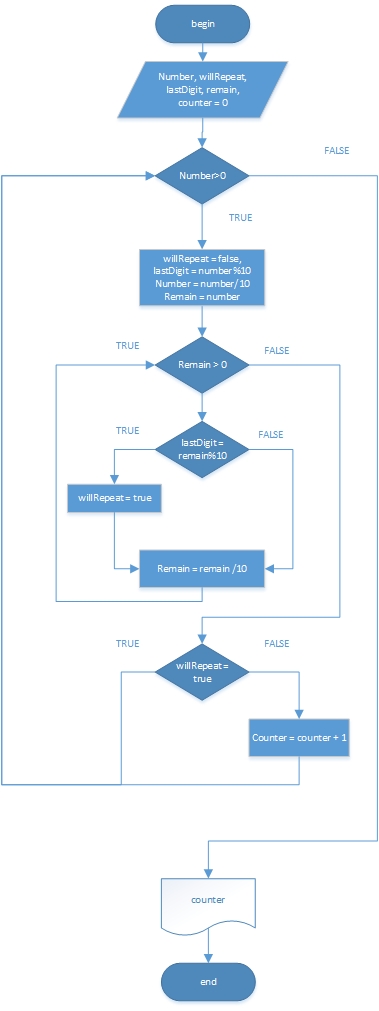 begin
Number, willRepeat,
lastDigit, remain,
counter = 0
FALSE
Number>0
TRUE
willRepeat = false,
lastDigit = number%10
Number = number/10
Remain = number
TRUE
FALSE
Remain > 0
TRUE
FALSE
lastDigit =
remain%10
willRepeat = true
Remain = remain /10
TRUE
FALSE
willRepeat =
true
Counter = counter + 1
counter
end